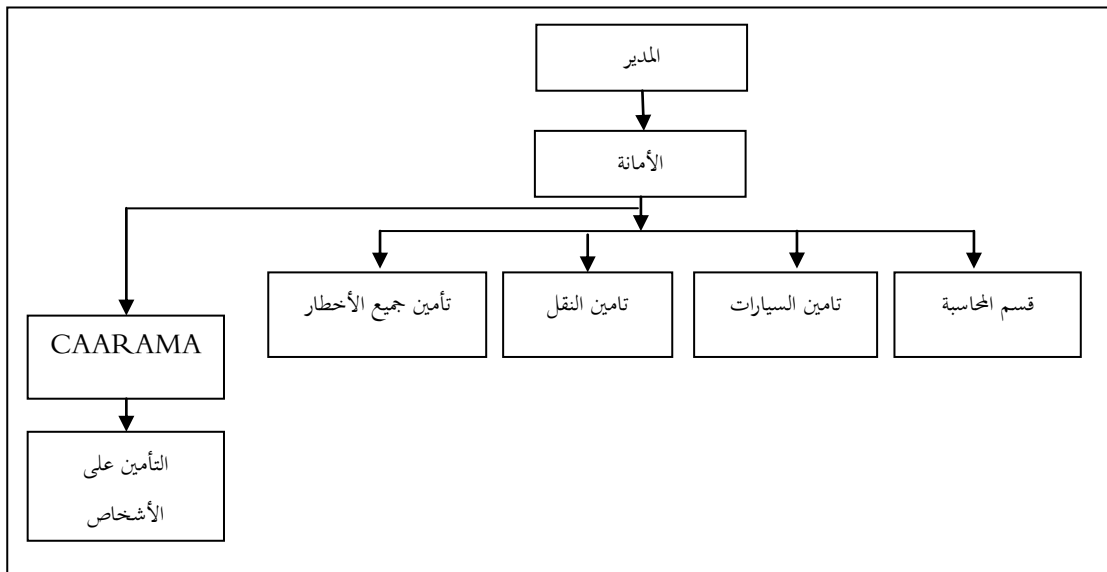 المدير
الأمانة
قسم المحاسبة
تامين السيارات
تامين النقل
تأمين جميع الأخطار
CAARAMA
التأمين على
الأشخاص